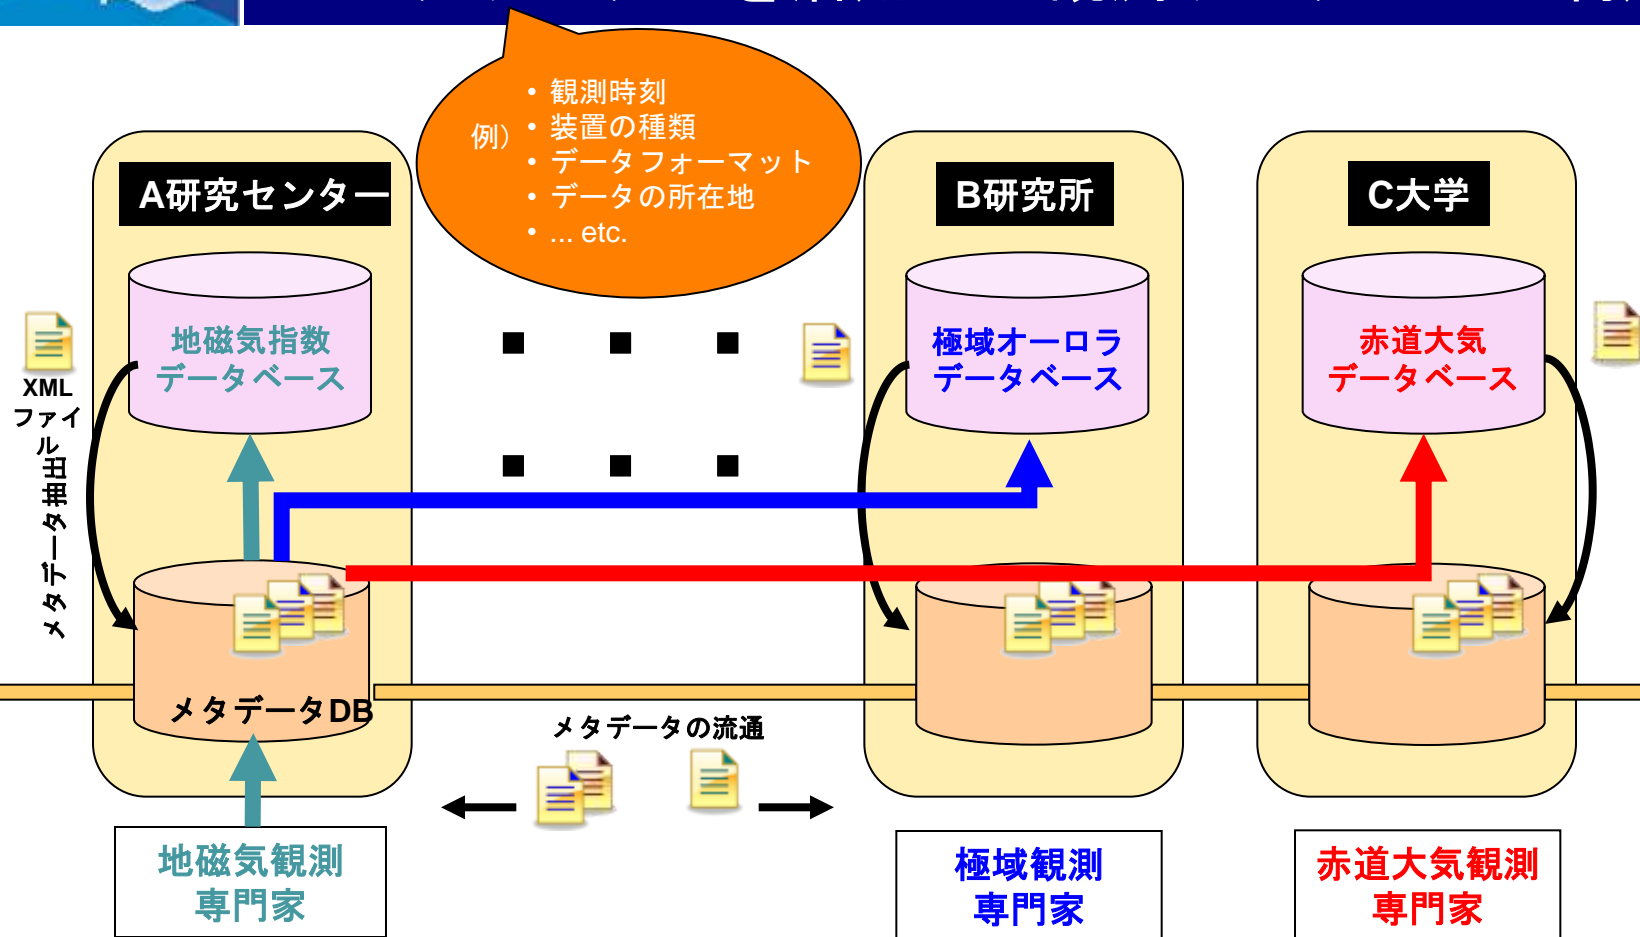 例)
• 観測時刻
• 装置の種類
• データフォーマット
• データの所在地
• ... etc.
A研究センター
B研究所
C大学
地磁気指数
データベース
極域オーロラ
データベース
赤道大気
データベース
XML
ファイ
ル
メタデータ抽出
メタデータDB
メタデータの流通
地磁気観測
専門家
極域観測
専門家
赤道大気観測
専門家